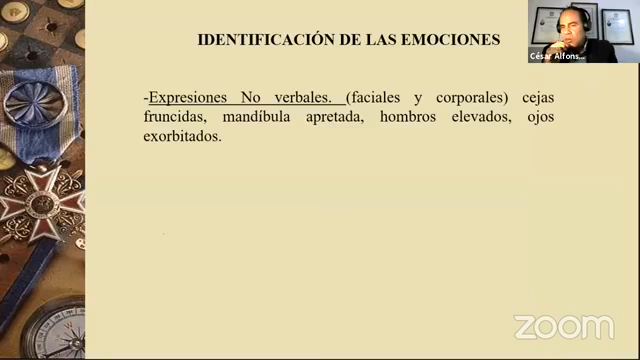 IDENTIFICACIÓN DE LAS EMOCIONES
-Expresiones No verbales. (faciales y corporales) cejas
fruncidas, mandíbula apretada, hombros elevados, ojos
exorbitados.
César Alfons...
zoom